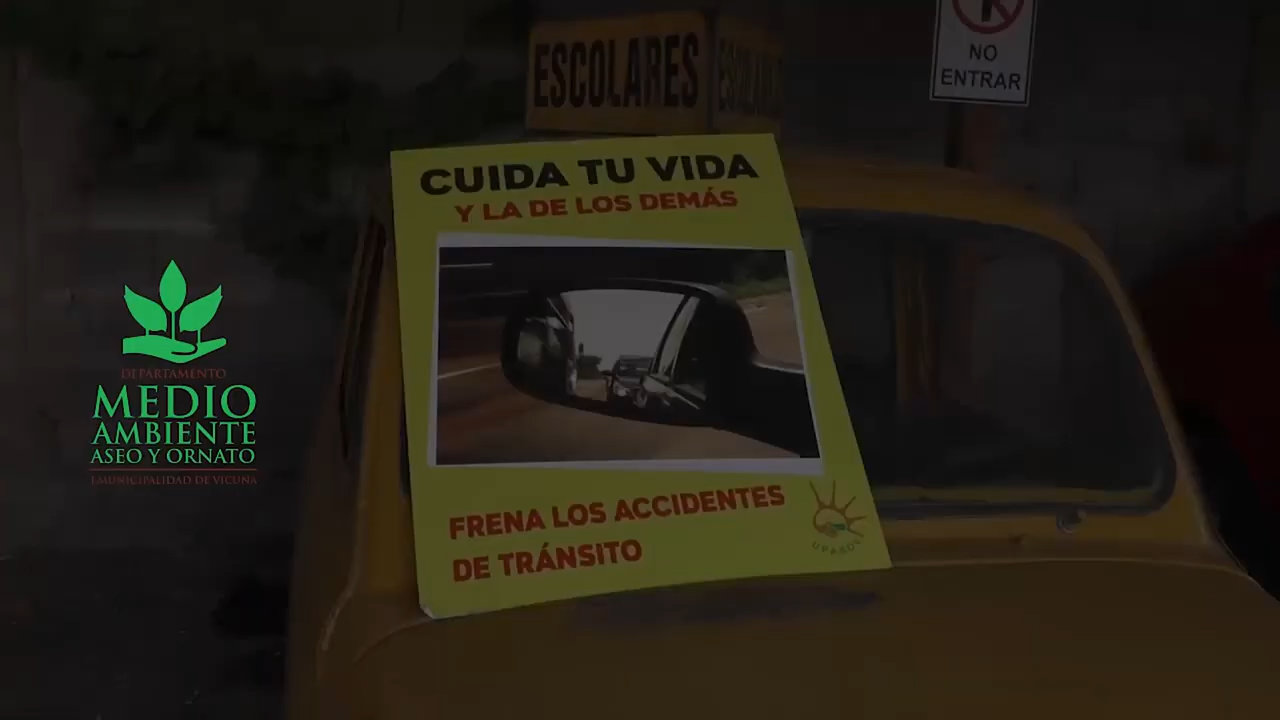 ESCOLARES
ESCOLARES
NO
ENTRAR
CUIDA TU VIDA
Y LA DE LOS DEMÁS
FRENA LOS ACCIDENTES
DE TRÁNSITO
DEPARTAMENTO
MEDIO
AMBIENTE
ASEO Y ORNATO
I.MUNICIPALIDAD DE VICUÑA